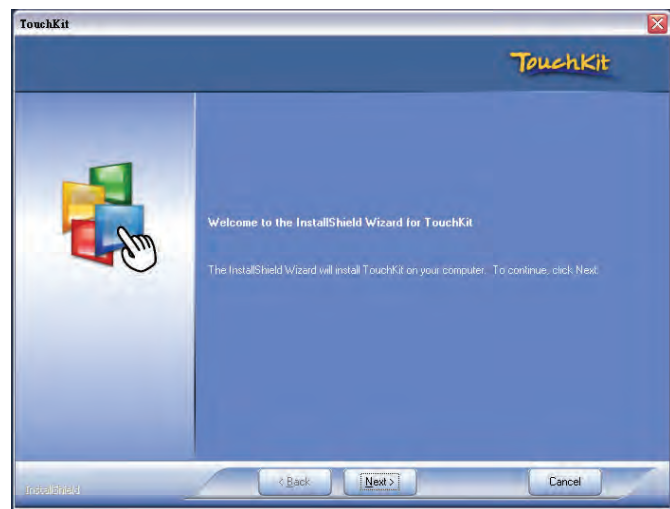 TouchKit
TouchKit
Welcome to the InstallShield Wizard for TouchKit
The InstallShield Wizard will install TouchKit on your computer. To continue, click Next.
InstallShield
< Back
Next >
Cancel